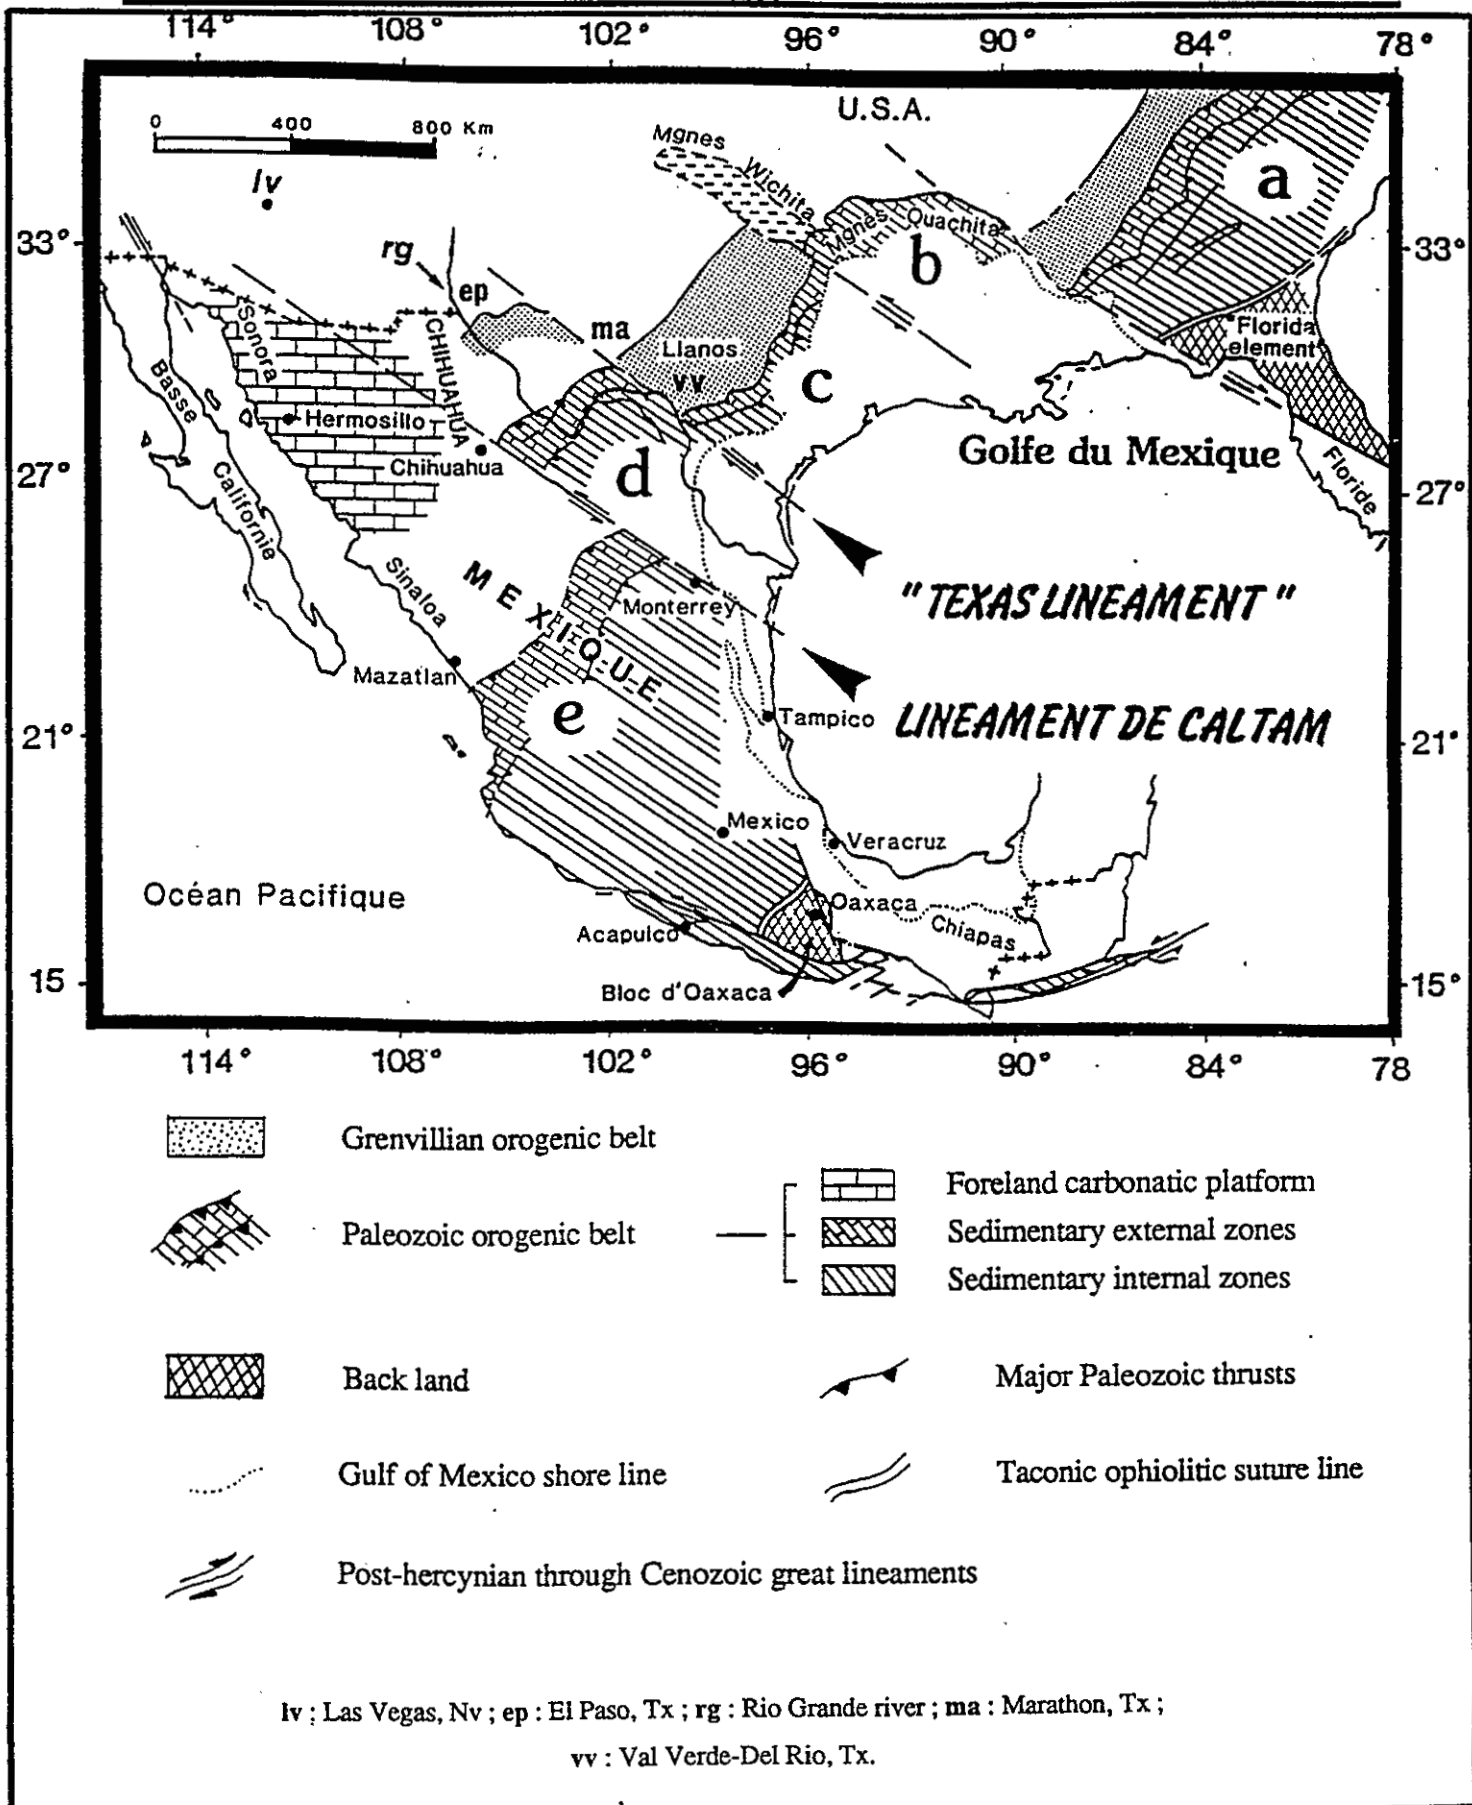 114° 108° 102° 96° 90° 84° 78°
0 400 800 Km
U.S.A.
lv
Mgnes Wichita
a
33° 33°
Mgnes Ouachita
rg
b
ep
Sonora
CHIHUAHUA
ma
Florida
element
Llanos
vv
c
Basse
Hermosillo
Golfe du Mexique
Chihuahua
27° 27°
d
Floride
Californie
Sinaloa
MEXIQUE
"TEXAS LINEAMENT"
Monterrey
Mazatlan
e
Tampico
LINEAMENT DE CALTAM
21° 21°
Mexico
Veracruz
Océan Pacifique
Oaxaca
Acapulco
Chiapas
15 15°
Bloc d'Oaxaca
114° 108° 102° 96° 90° 84° 78
Grenvillian orogenic belt
Foreland carbonatic platform
Paleozoic orogenic belt
Sedimentary external zones
Sedimentary internal zones
Back land
Major Paleozoic thrusts
Gulf of Mexico shore line
Taconic ophiolitic suture line
Post-hercynian through Cenozoic great lineaments
lv : Las Vegas, Nv ; ep : El Paso, Tx ; rg : Rio Grande river ; ma : Marathon, Tx ;
vv : Val Verde-Del Rio, Tx.